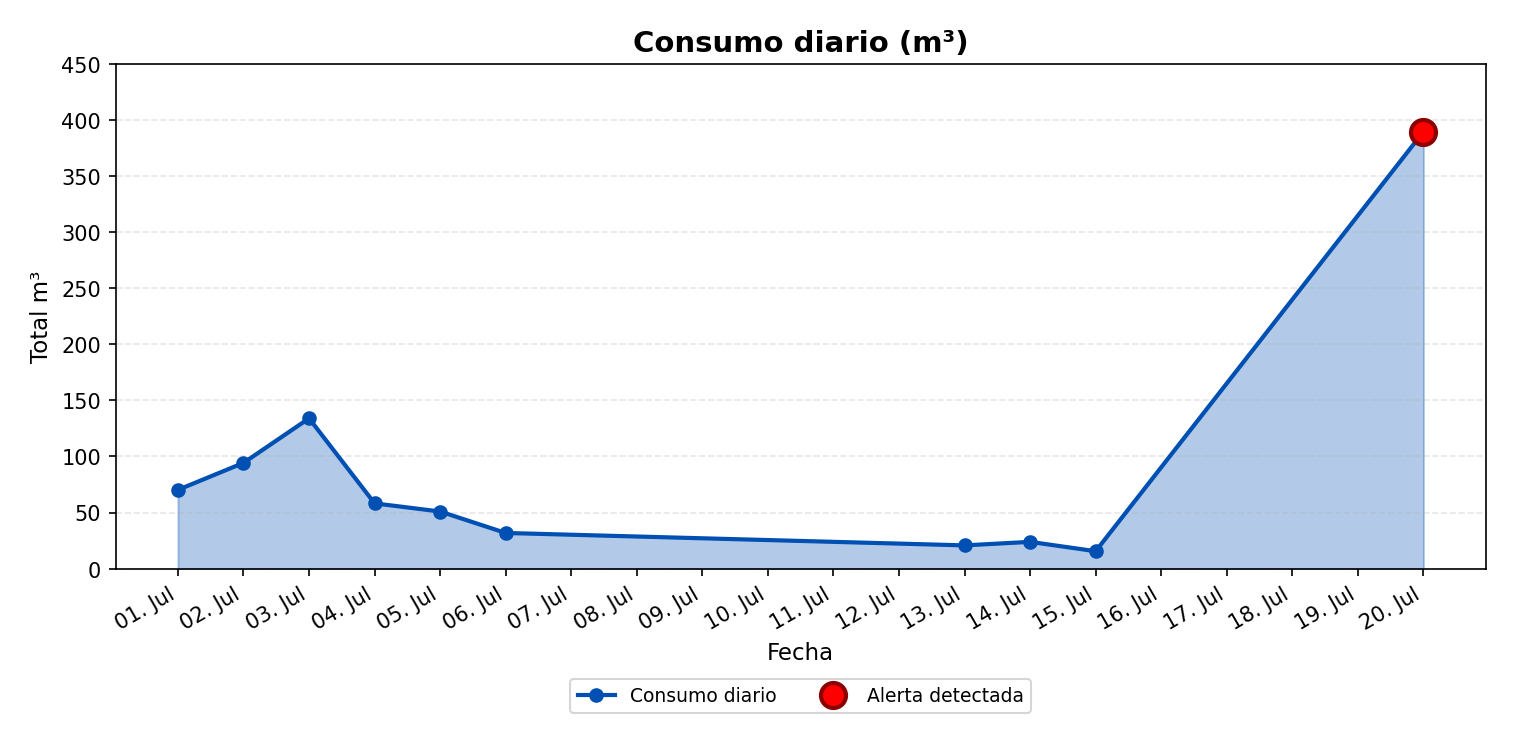 Consumo diario (m³)
450
400
350
300
250
200
150
100
50
0
Total m³
01. Jul
02. Jul
03. Jul
04. Jul
05. Jul
06. Jul
07. Jul
08. Jul
09. Jul
10. Jul
11. Jul
12. Jul
13. Jul
14. Jul
15. Jul
16. Jul
17. Jul
18. Jul
19. Jul
20. Jul
Fecha
Consumo diario
Alerta detectada